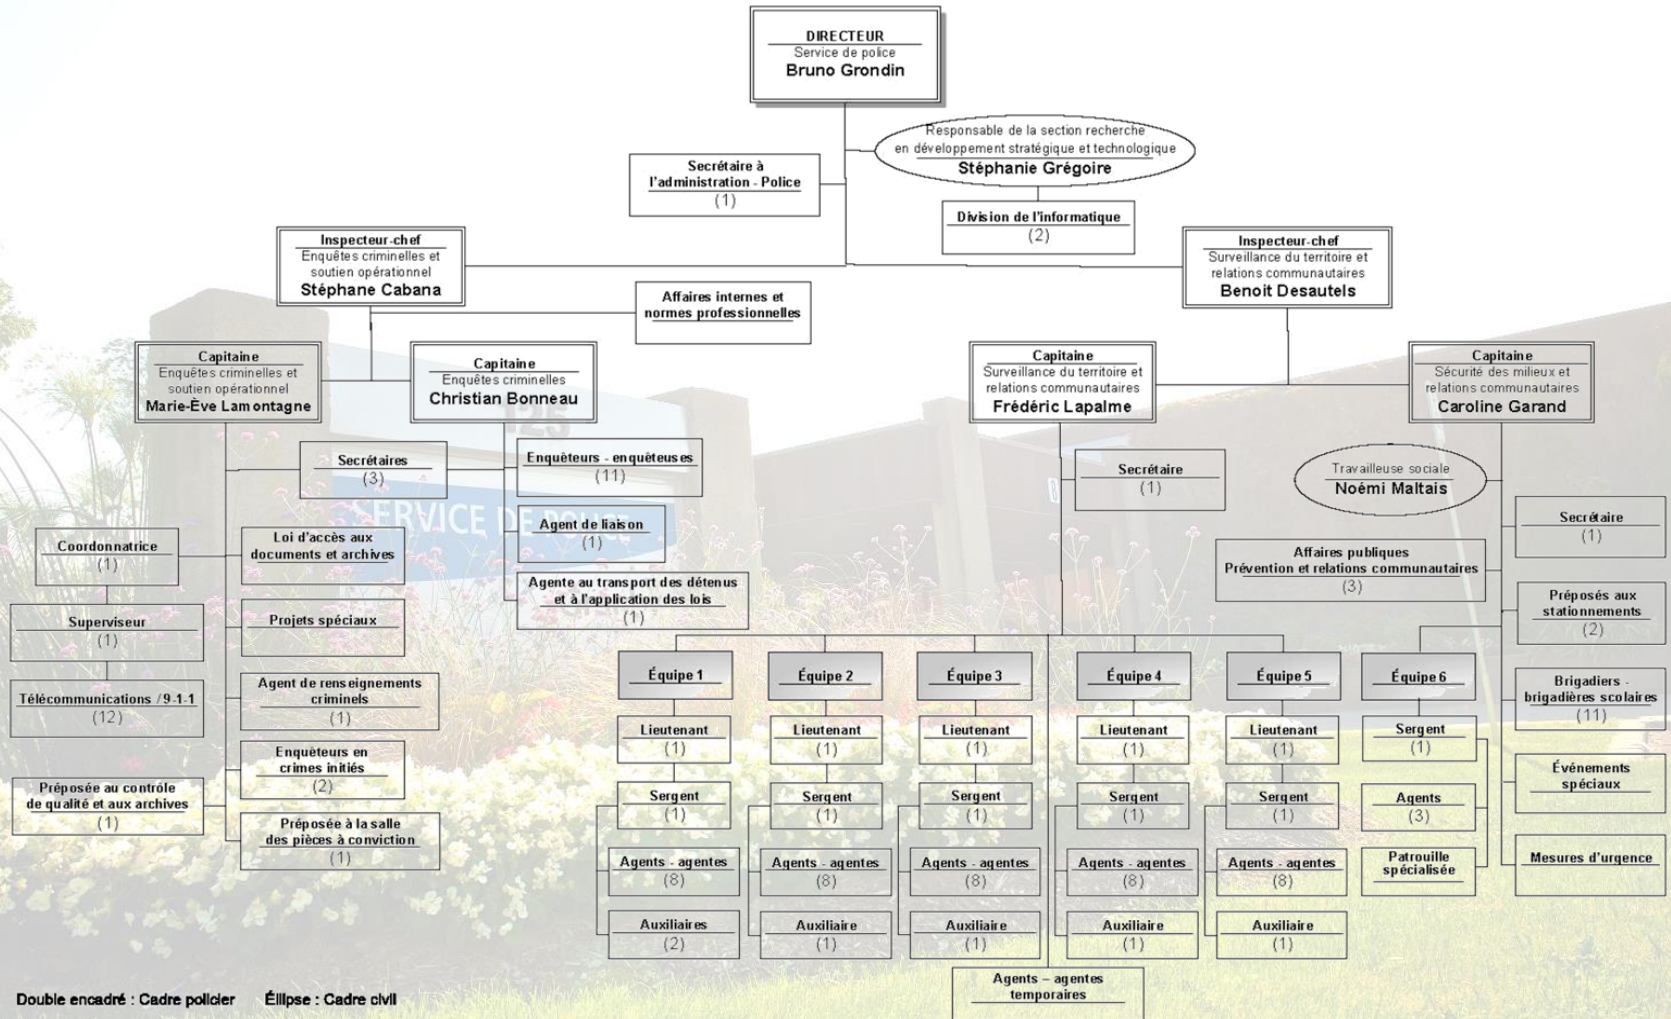 DIRECTEUR
Service de police
Bruno Grondin
Responsable de la section recherche
en développement stratégique et technologique
Stéphanie Grégoire
Secrétaire à
l'administration - Police
(1)
Division de l'informatique
(2)
Inspecteur-chef
Enquêtes criminelles et
soutien opérationnel
Stéphane Cabana
Inspecteur-chef
Surveillance du territoire et
relations communautaires
Benoit Desautels
Affaires internes et
normes professionnelles
Capitaine
Enquêtes criminelles et
soutien opérationnel
Marie-Ève Lamontagne
Capitaine
Enquêtes criminelles
Christian Bonneau
Capitaine
Surveillance du territoire et
relations communautaires
Frédéric Lapalme
Capitaine
Sécurité des milieux et
relations communautaires
Caroline Garand
125
SERVICE DE POLICE
Secrétaires
(3)
Enquêteurs - enquêteuses
(11)
Agent de liaison
(1)
Agente au transport des détenus
et à l'application des lois
(1)
Coordonnatrice
(1)
Superviseur
(1)
Télécommunications / 9-1-1
(12)
Préposée au contrôle
de qualité et aux archives
(1)
Loi d'accès aux
documents et archives
Projets spéciaux
Agent de renseignements
criminels
(1)
Enquêteurs en
crimes initiés
(2)
Préposée à la salle
des pièces à conviction
(1)
Secrétaire
(1)
Travailleuse sociale
Noémi Maltais
Secrétaire
(1)
Affaires publiques
Prévention et relations communautaires
(3)
Préposés aux
stationnements
(2)
Brigadiers -
brigadières scolaires
(11)
Événements
spéciaux
Mesures d'urgence
Équipe 1
Lieutenant
(1)
Sergent
(1)
Agents - agentes
(8)
Auxiliaires
(2)
Équipe 2
Lieutenant
(1)
Sergent
(1)
Agents - agentes
(8)
Auxiliaire
(1)
Équipe 3
Lieutenant
(1)
Sergent
(1)
Agents - agentes
(8)
Auxiliaire
(1)
Équipe 4
Lieutenant
(1)
Sergent
(1)
Agents - agentes
(8)
Auxiliaire
(1)
Équipe 5
Lieutenant
(1)
Sergent
(1)
Agents - agentes
(8)
Auxiliaire
(1)
Équipe 6
Sergent
(1)
Agents
(3)
Patrouille
spécialisée
Agents – agentes
temporaires
Double encadré : Cadre policier Éllipse : Cadre civil